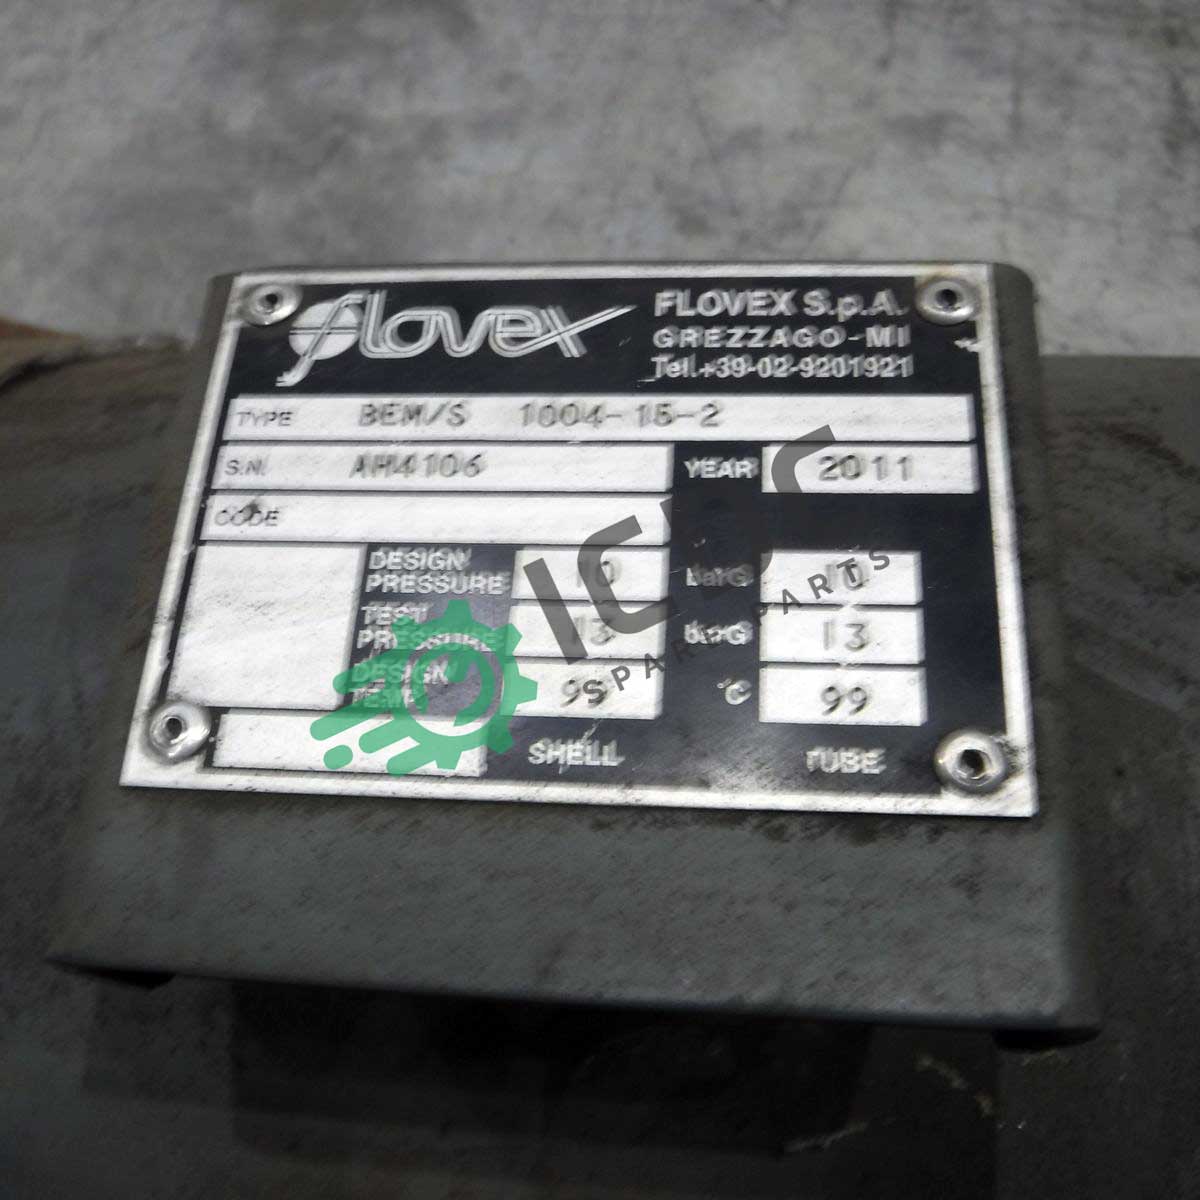 flovex
FLOVEX S.p.A.
GREZZAGO - MI
Tel.+39-02-9201921
TYPE BEM/S 1004-15-2
S.N. AH4106 YEAR 2011
CODE
DESIGN PRESSURE 10 barG 10
TEST PRESSURE 13 barG 13
DESIGN TEMP. 99 °C 99
SHELL TUBE
SPARE PARTS